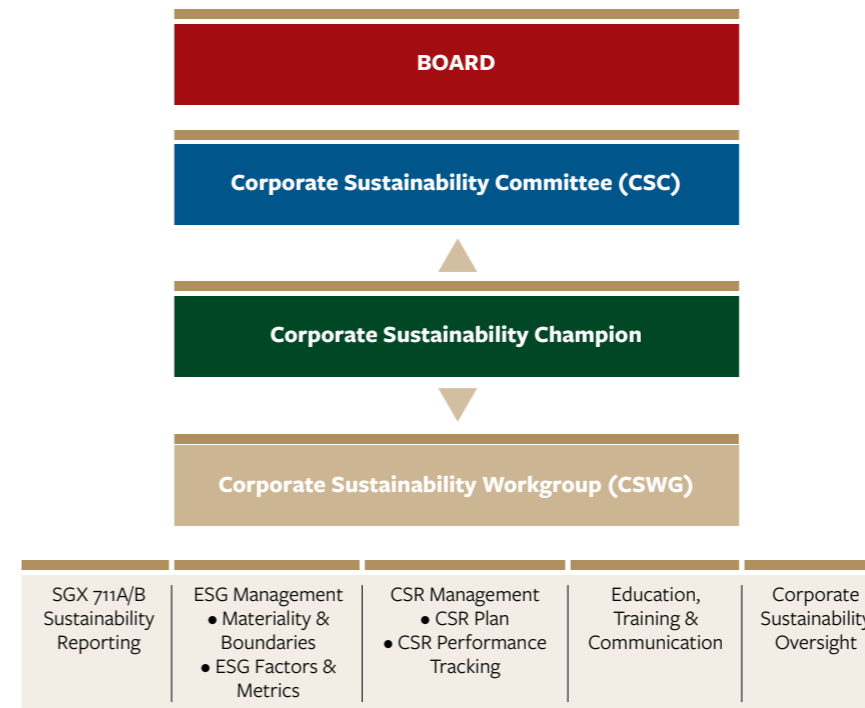 BOARD
Corporate Sustainability Committee (CSC)
Corporate Sustainability Champion
Corporate Sustainability Workgroup (CSWG)
SGX 711A/B
Sustainability
Reporting
ESG Management
• Materiality &
Boundaries
• ESG Factors &
Metrics
CSR Management
• CSR Plan
• CSR Performance
Tracking
Education,
Training &
Communication
Corporate
Sustainability
Oversight